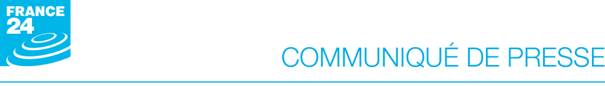 FRANCE
24
COMMUNIQUÉ DE PRESSE